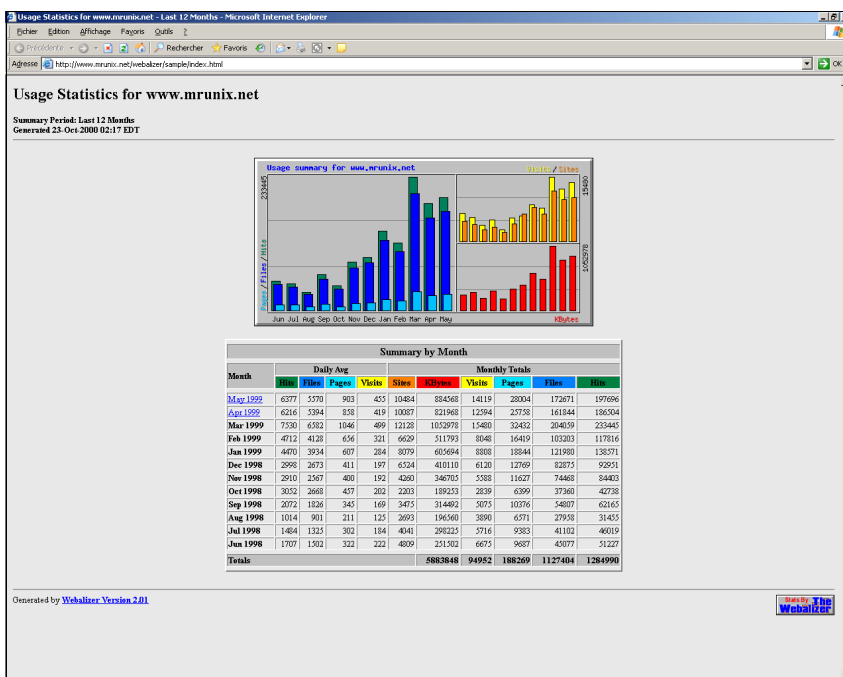 Usage Statistics for www.mrunix.net - Last 12 Months - Microsoft Internet Explorer
Fichier Edition Affichage Favoris Outils ?
Précédente Rechercher Favoris
Adresse http://www.mrunix.net/webalizer/sample/index.html OK
Usage Statistics for www.mrunix.net
Summary Period: Last 12 Months
Generated 23-Oct-2000 02:17 EDT
Usage summary for www.mrunix.net Visits/Sites
233445
15480
Pages/Files/Hits
1052978
Jun Jul Aug Sep Oct Nov Dec Jan Feb Mar Apr May KBytes
Summary by Month
Month Daily Avg Monthly Totals
Hits Files Pages Visits Sites KBytes Visits Pages Files Hits
May 1999 6377 5570 903 455 10484 884568 14119 28004 172671 197696
Apr 1999 6216 5394 858 419 10087 821968 12594 25758 161844 186504
Mar 1999 7530 6582 1046 499 12128 1052978 15480 32432 204059 233445
Feb 1999 4712 4128 656 321 6629 511793 8048 16419 103203 117816
Jan 1999 4470 3934 607 284 8079 605694 8808 18844 121980 138571
Dec 1998 2998 2673 411 197 6524 410110 6120 12769 82875 92951
Nov 1998 2910 2567 400 192 4260 346705 5588 11627 74468 84403
Oct 1998 3052 2668 457 202 2203 189253 2839 6399 37360 42738
Sep 1998 2072 1826 345 169 3475 314492 5075 10376 54807 62165
Aug 1998 1014 901 211 125 2693 196560 3890 6571 27958 31455
Jul 1998 1484 1325 302 184 4041 298225 5716 9383 41102 46019
Jun 1998 1707 1502 322 222 4809 251502 6675 9687 45077 51227
Totals 5883848 94952 188269 1127404 1284990
Generated by Webalizer Version 2.01
Stats By The
Webalizer